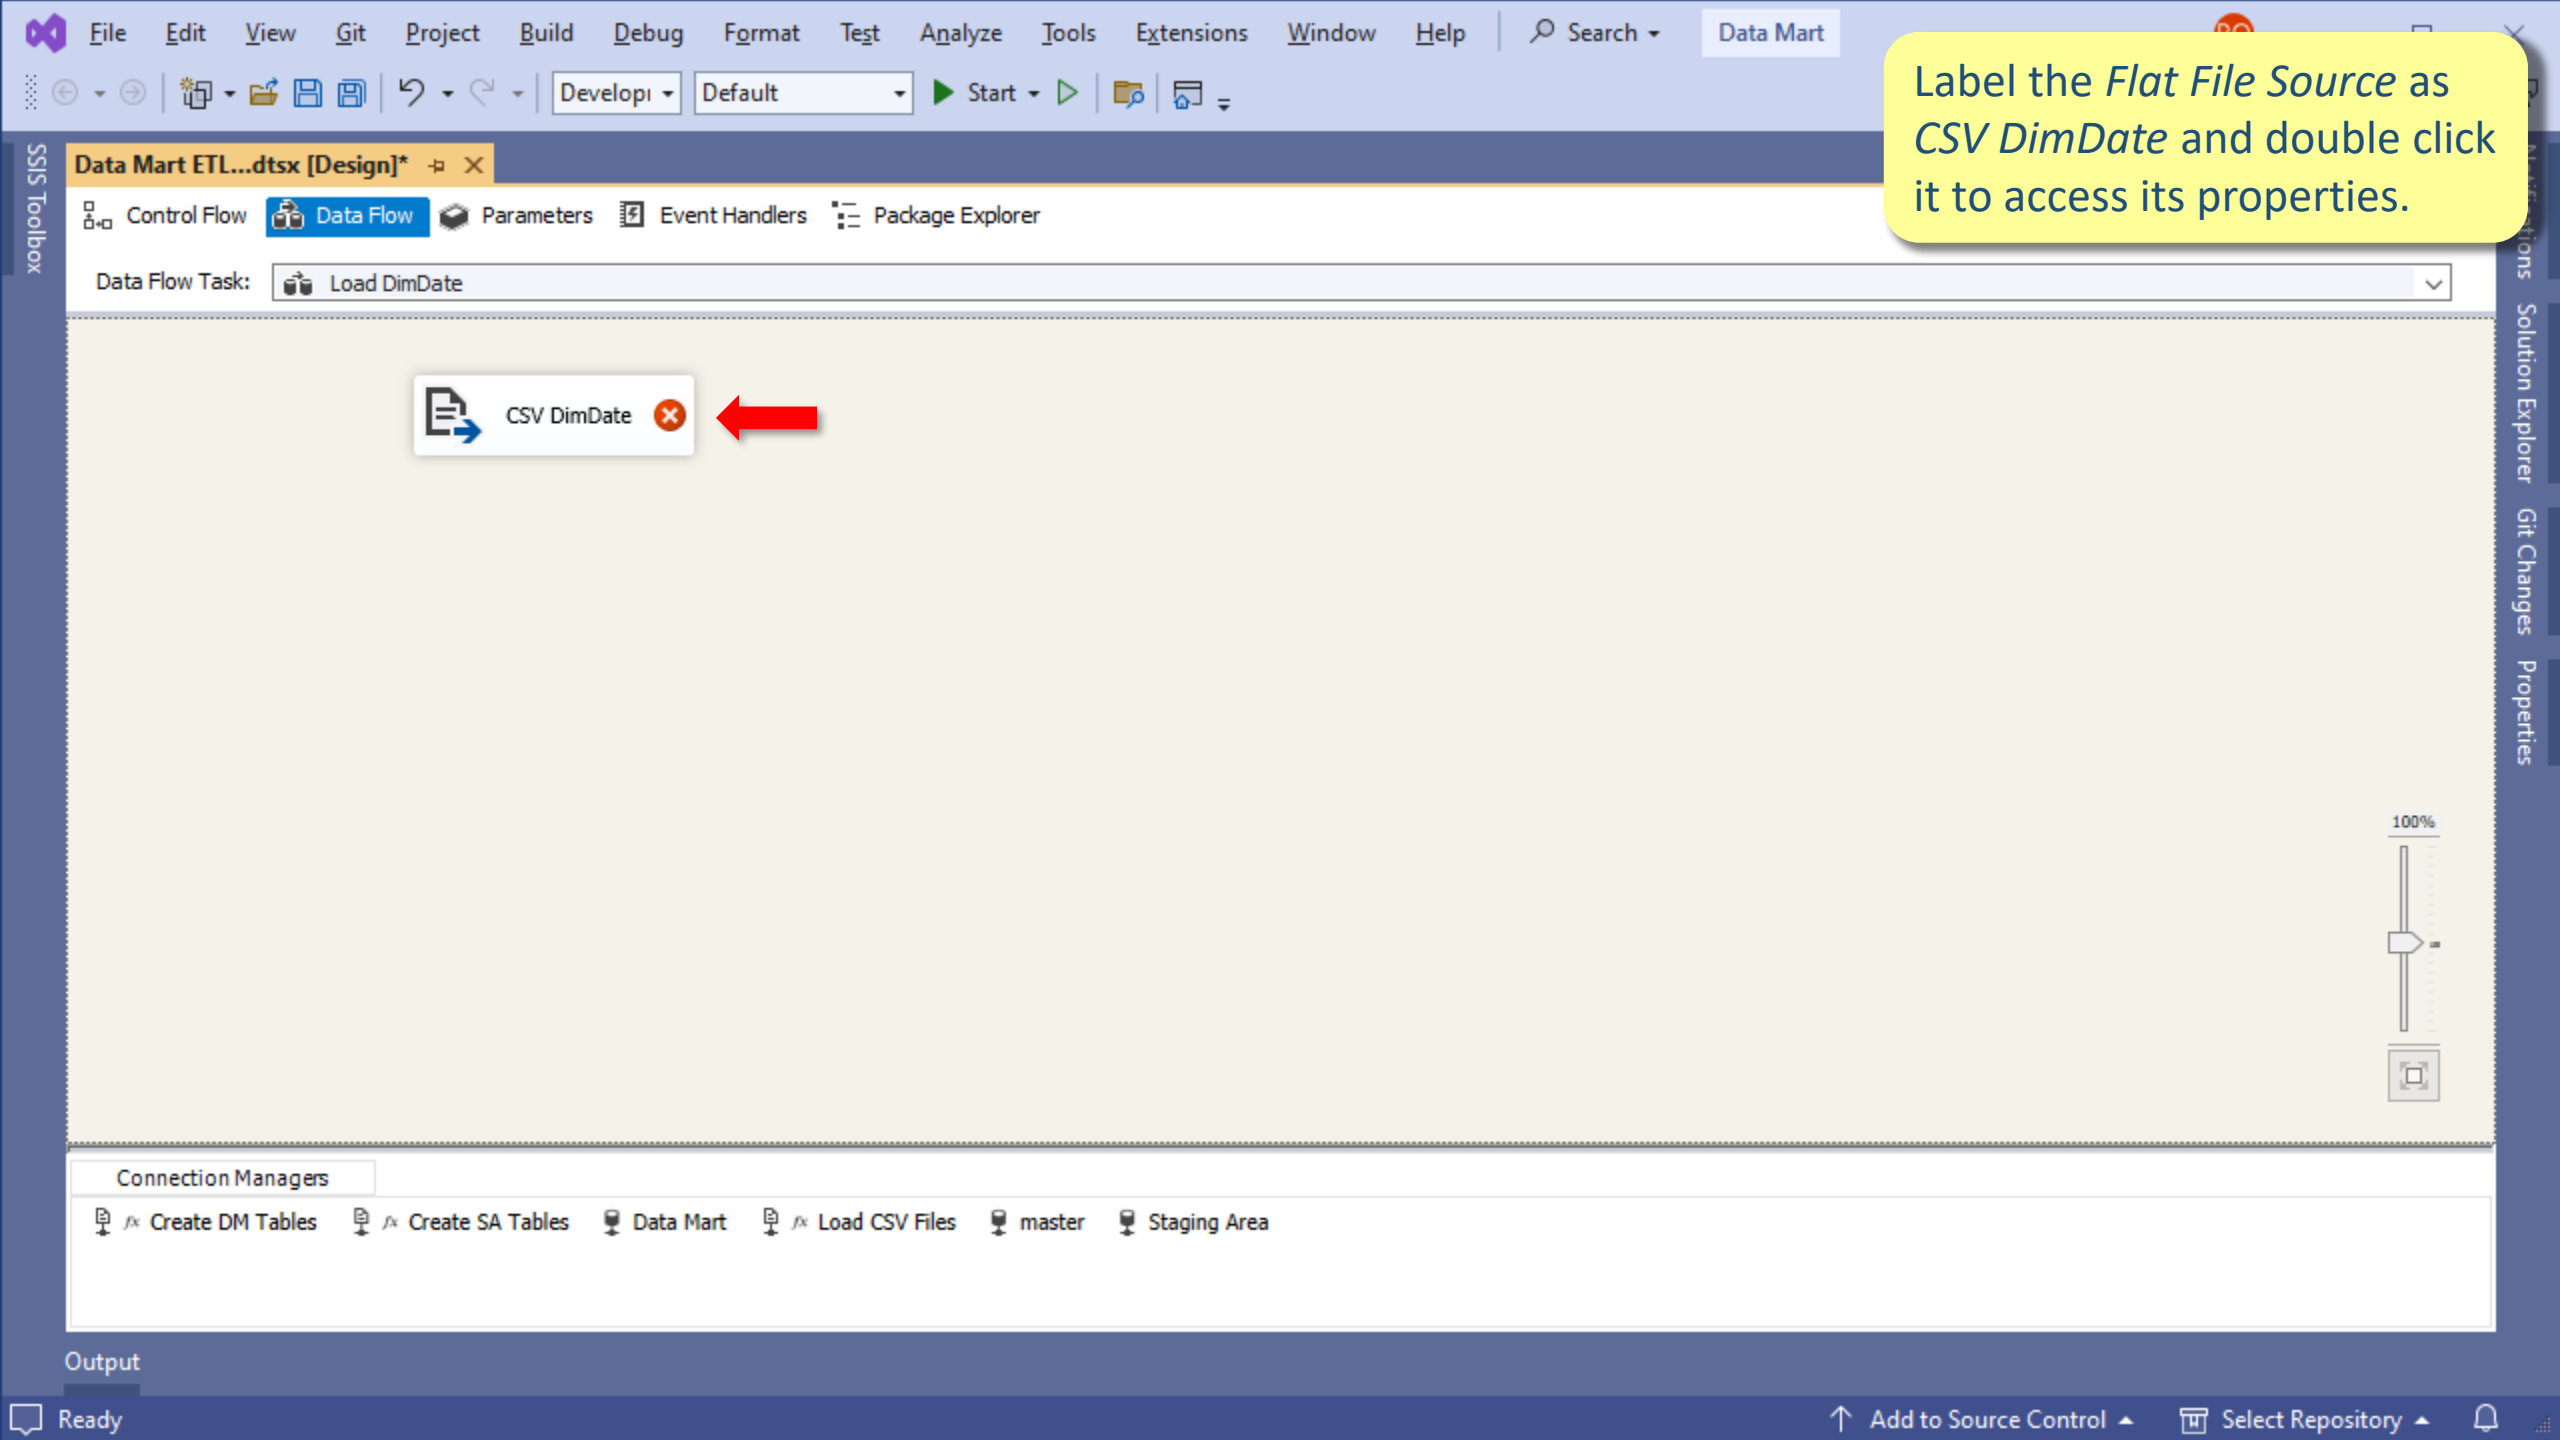 File Edit View Git Project Build Debug Format Test Analyze Tools Extensions Window Help Search Data Mart
Default Start
Label the Flat File Source as
CSV DimDate and double click
it to access its properties.
SSIS Toolbox
Data Mart ETL...dtsx [Design]*
Control Flow Data Flow Parameters Event Handlers Package Explorer
Data Flow Task: Load DimDate
CSV DimDate
Solution Explorer
Git Changes
Properties
100%
Connection Managers
fx Create DM Tables fx Create SA Tables Data Mart fx Load CSV Files master Staging Area
Output
Ready Add to Source Control Select Repository